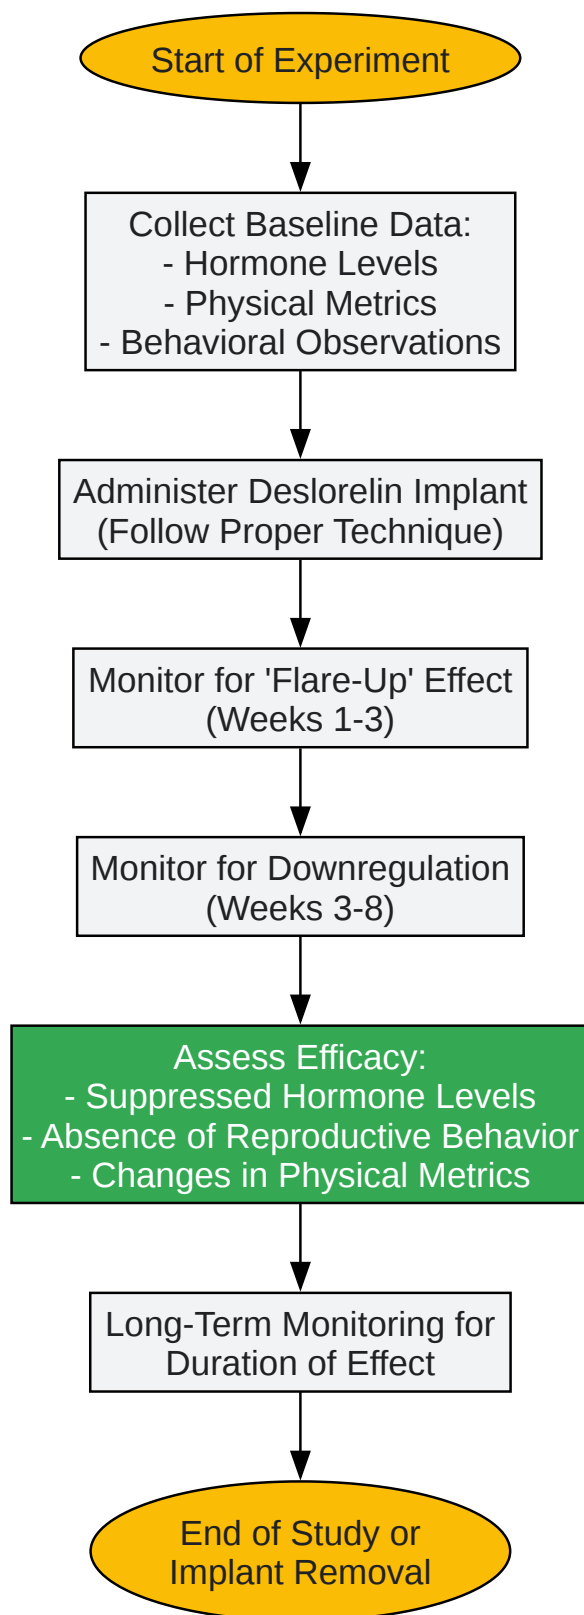 Start of Experiment
Collect Baseline Data:
- Hormone Levels
- Physical Metrics
- Behavioral Observations
Administer Deslorelin Implant
(Follow Proper Technique)
Monitor for 'Flare-Up' Effect
(Weeks 1-3)
Monitor for Downregulation
(Weeks 3-8)
Assess Efficacy:
- Suppressed Hormone Levels
- Absence of Reproductive Behavior
- Changes in Physical Metrics
Long-Term Monitoring for
Duration of Effect
End of Study or
Implant Removal